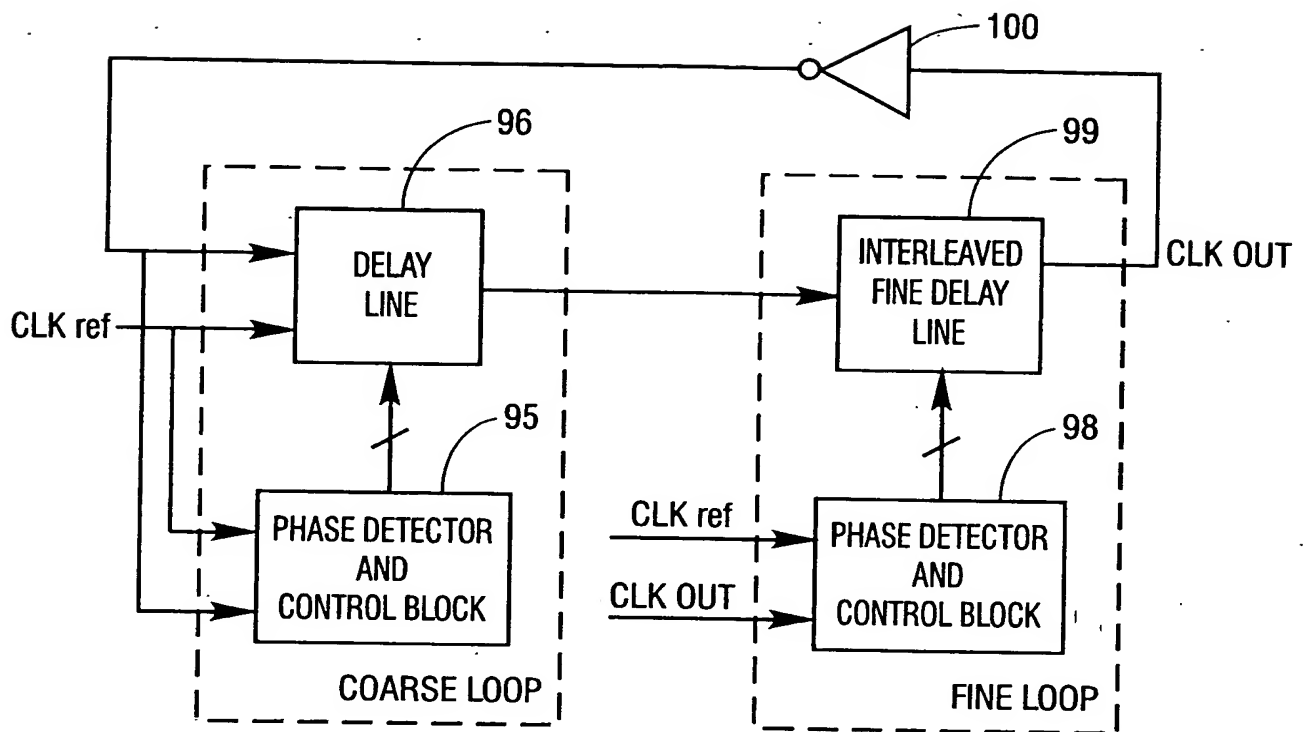 100
96
99
DELAY
LINE
INTERLEAVED
FINE DELAY
LINE
CLK OUT
CLK ref
95
98
PHASE DETECTOR
AND
CONTROL BLOCK
CLK ref
CLK OUT
PHASE DETECTOR
AND
CONTROL BLOCK
COARSE LOOP
FINE LOOP